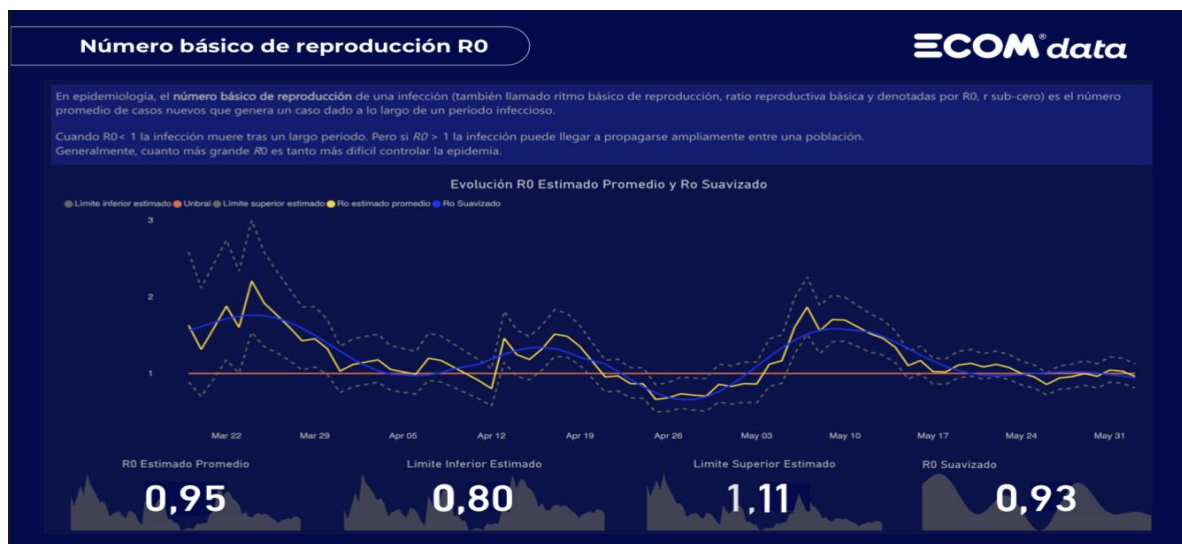 Número básico de reproducción R0
ECOM® data
En epidemiología, el número básico de reproducción de una infección (también llamado ritmo básico de reproducción, ratio reproductiva básica y denotadas por R0, r sub-cero) es el número
promedio de casos nuevos que genera un caso dado a lo largo de un período infeccioso.
Cuando R0< 1 la infección muere tras un largo periodo. Pero si R0 > 1 la infección puede llegar a propagarse ampliamente entre una población.
Generalmente, cuanto más grande R0 es tanto más difícil controlar la epidemia.
Evolución R0 Estimado Promedio y Ro Suavizado
Limite inferior estimado Unbral Limite superior estimado Ro estimado promedio Ro Suavizado
3
2
1
Mar 22 Mar 29 Apr 05 Apr 12 Apr 19 Apr 26 May 03 May 10 May 17 May 24 May 31
R0 Estimado Promedio Limite Inferior Estimado Limite Superior Estimado R0 Suavizado
0,95 0,80 1,11 0,93